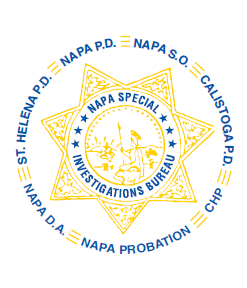 ST. HELENA P.D.
NAPA P.D.
NAPA S.O.
CALISTOGA P.D.
CHP
NAPA PROBATION
NAPA D.A.
NAPA SPECIAL
INVESTIGATIONS BUREAU